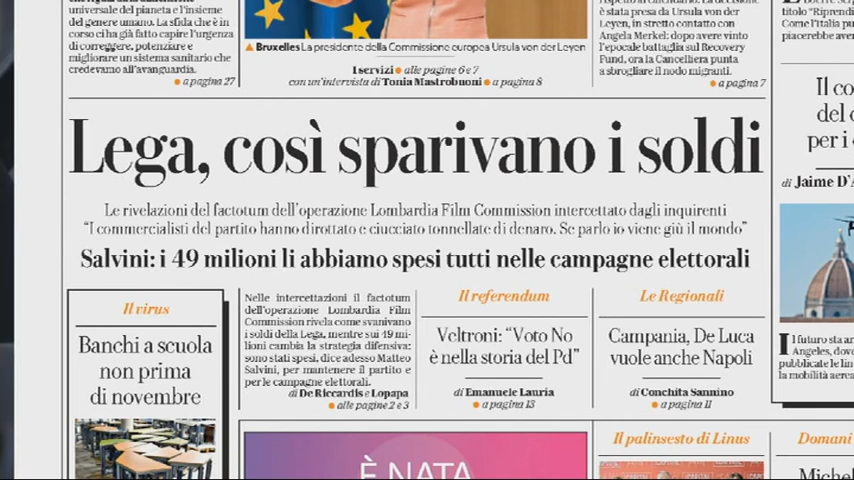 universale del pianeta e l'insieme
del genere umano. La sfida che è in
corso ci ha già fatto capire l'urgenza
di correggere, potenziare e
migliorare un sistema sanitario che
credevamo all'avanguardia.
● a pagina 27
▲ Bruxelles La presidente della Commissione europea Ursula von der Leyen
I servizi ● alle pagine 6 e 7
con un'intervista di Tonia Mastrobuoni ● a pagina 8
è stata presa da Ursula von der
Leyen, in stretto contatto con
Angela Merkel: dopo avere vinto
l'epocale battaglia sul Recovery
Fund, ora la Cancelliera punta
a sbrogliare il nodo migranti.
● a pagina 7
titolo "Riprendi
Come l'Italia p
piacerebbe aver
Il co
del c
per i
di Jaime D'A
Lega, così sparivano i soldi
Le rivelazioni del factotum dell'operazione Lombardia Film Commission intercettato dagli inquirenti
"I commercialisti del partito hanno dirottato e ciucciato tonnellate di denaro. Se parlo io viene giù il mondo"
Salvini: i 49 milioni li abbiamo spesi tutti nelle campagne elettorali
Il virus
Banchi a scuola
non prima
di novembre
Nelle intercettazioni il factotum
dell'operazione Lombardia Film
Commission rivela come svanivano
i soldi della Lega, mentre sui 49 mi-
lioni cambia la strategia difensiva:
sono stati spesi, dice adesso Matteo
Salvini, per mantenere il partito e
per le campagne elettorali.
di De Riccardis e Lopapa
● alle pagine 2 e 3
Il referendum
Veltroni: "Voto No
è nella storia del Pd"
di Emanuele Lauria
● a pagina 13
Le Regionali
Campania, De Luca
vuole anche Napoli
di Conchita Sannino
● a pagina 11
Il futuro sta ar
Angeles, dove
pubblicate le lin
la mobilità aerea
È NATA
Il palinsesto di Linus
Domani
Michel